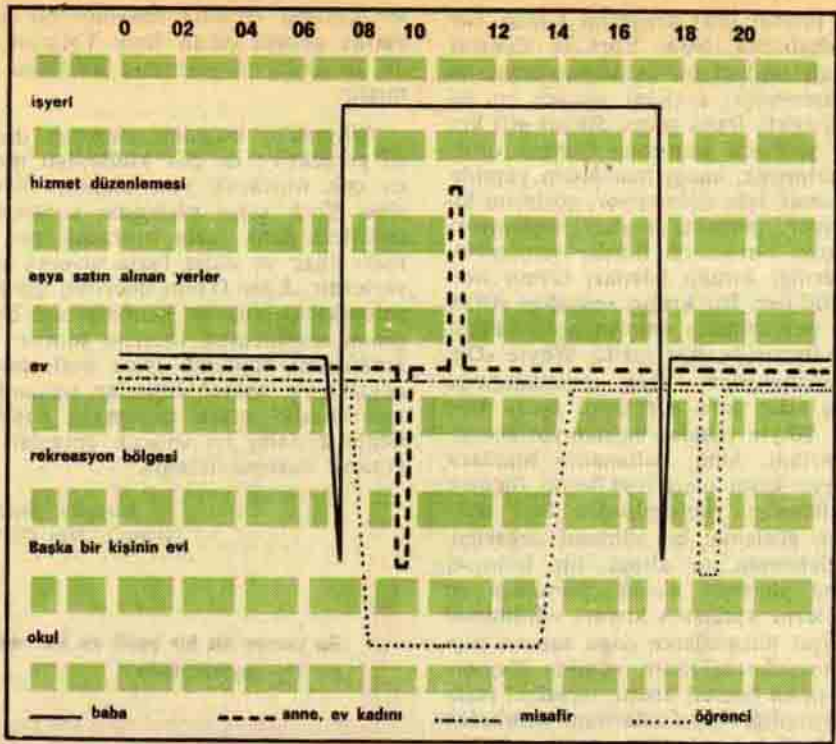 0 02 04 06 08 10 12 14 16 18 20
işyeri
hizmet düzenlemesi
eşya satın alınan yerler
ev
rekreasyon bölgesi
Başka bir kişinin evi
okul
baba anne, ev kadını misafir öğrenci